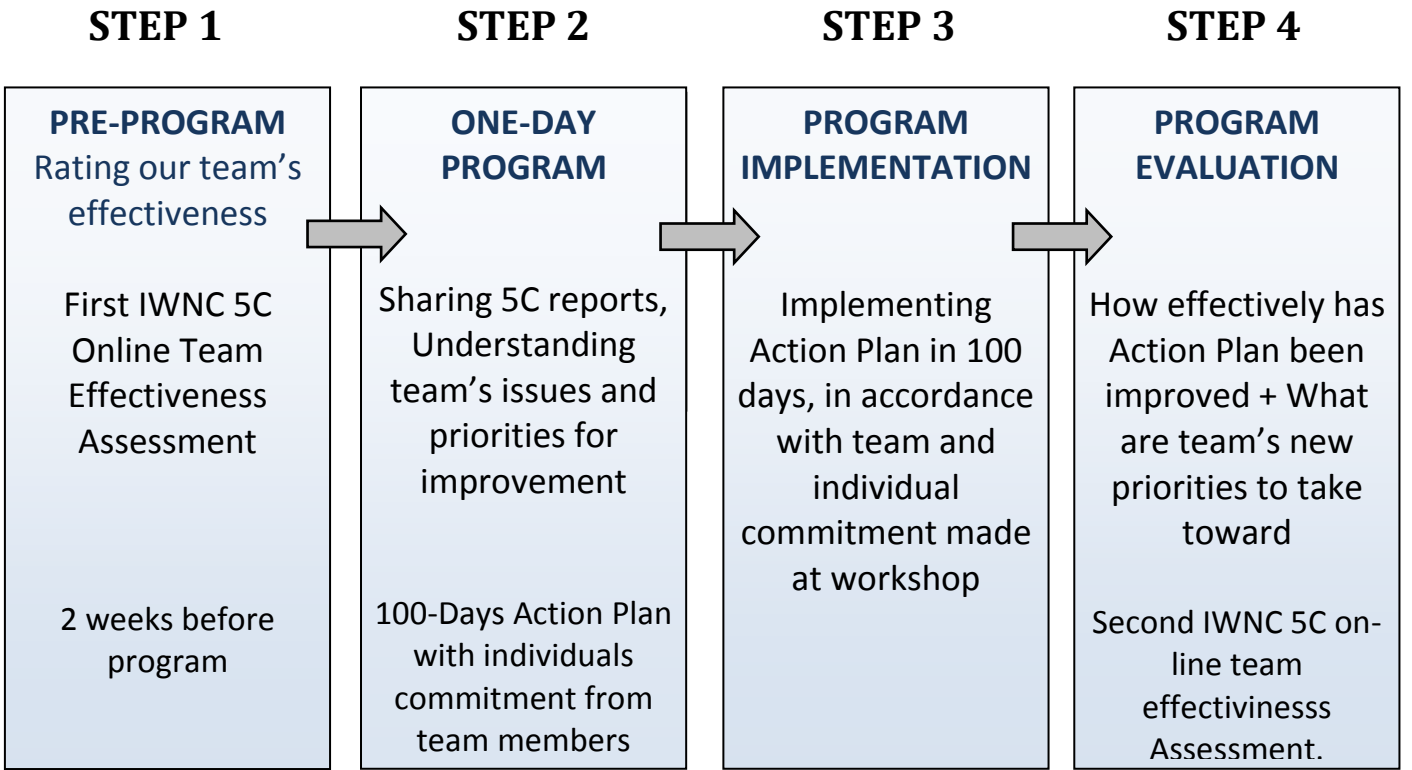 STEP 1
STEP 2
STEP 3
STEP 4
PRE-PROGRAM
Rating our team’s
effectiveness
First IWNC 5C
Online Team
Effectiveness
Assessment
2 weeks before
program
ONE-DAY
PROGRAM
Sharing 5C reports,
Understanding
team’s issues and
priorities for
improvement
100-Days Action Plan
with individuals
commitment from
team members
PROGRAM
IMPLEMENTATION
Implementing
Action Plan in 100
days, in accordance
with team and
individual
commitment made
at workshop
PROGRAM
EVALUATION
How effectively has
Action Plan been
improved + What
are team’s new
priorities to take
toward
Second IWNC 5C on-
line team
effectivinesss
Assessment.